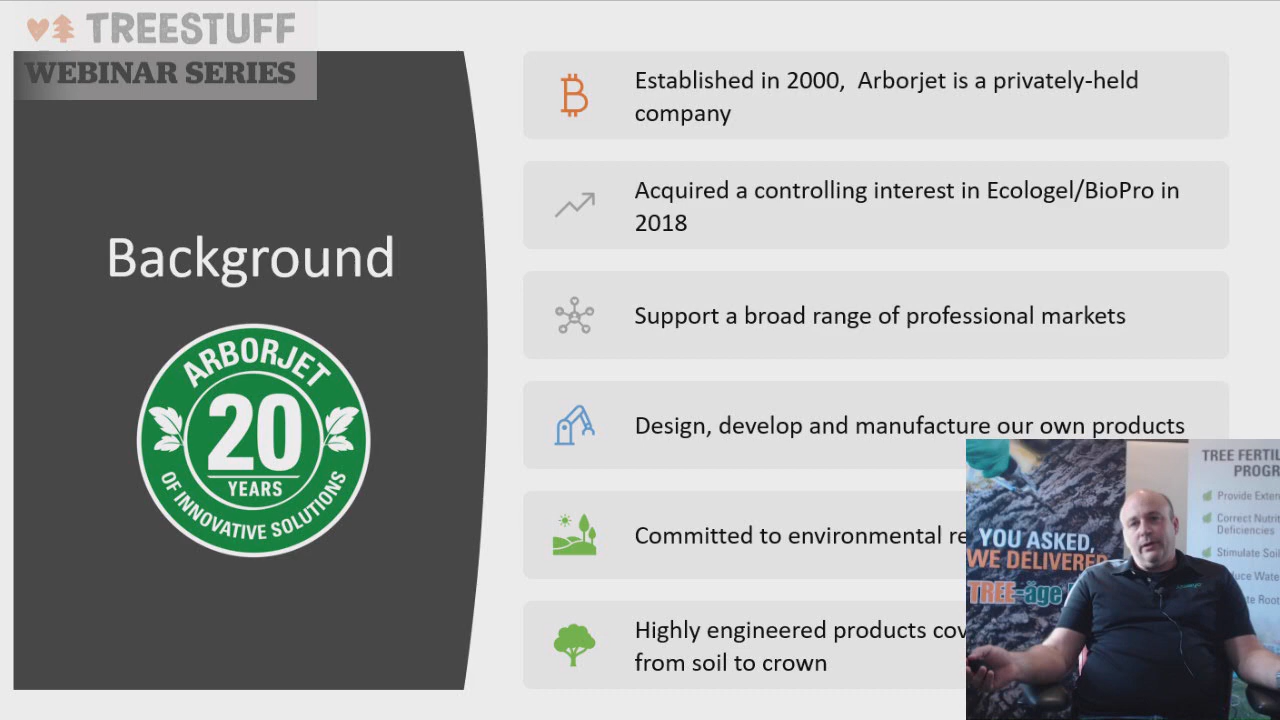 TREESTUFF
WEBINAR SERIES
Background
ARBORJET
20
YEARS
OF INNOVATIVE SOLUTIONS
Established in 2000,  Arborjet is a privately-held
company
Acquired a controlling interest in Ecologel/BioPro in
2018
Support a broad range of professional markets
Design, develop and manufacture our own products
Committed to environmental re
Highly engineered products cov
from soil to crown
YOU ASKED,
WE DELIVERED
TREE-äge
TREE FERTIL
PROGR
Provide Exten
Correct Nutri
Deficiencies
Stimulate Soil
uce Wate
te Root